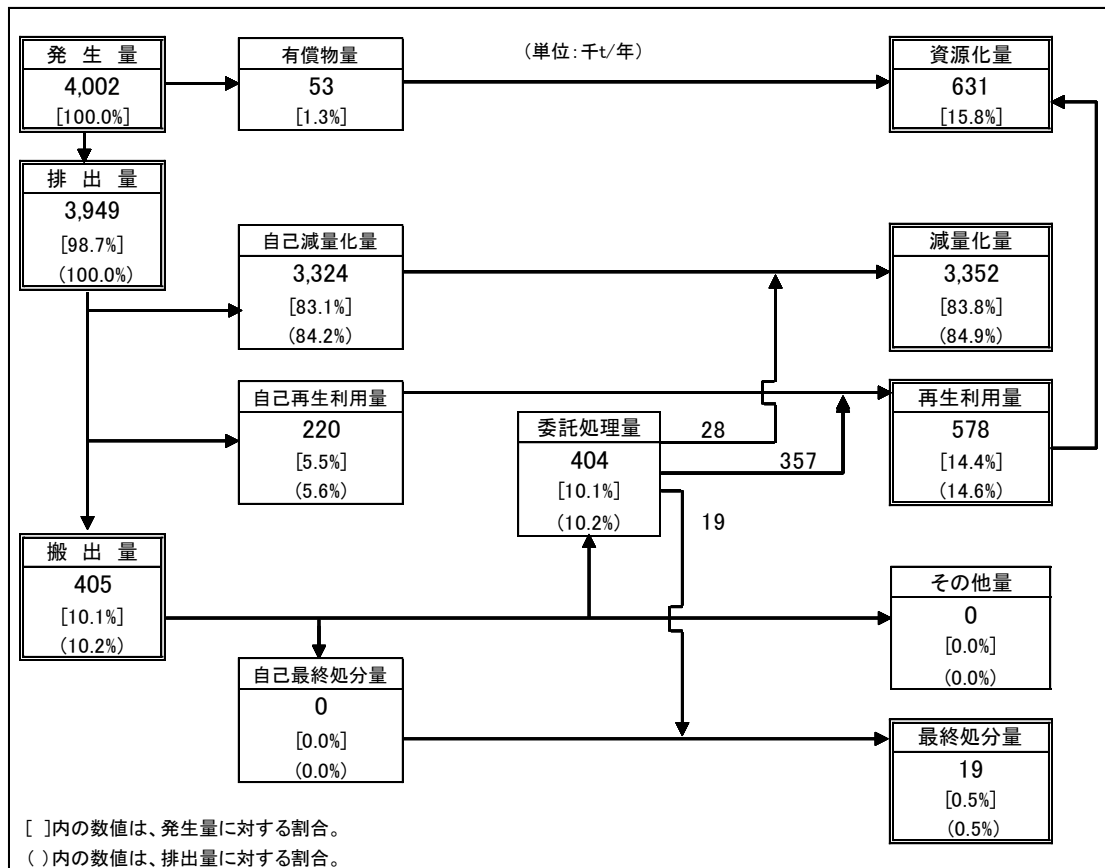 発 生 量
4,002
[100.0%]
有償物量
53
[1.3%]
(単位:千t/年)
資源化量
631
[15.8%]
排 出 量
3,949
[98.7%]
(100.0%)
自己減量化量
3,324
[83.1%]
(84.2%)
減量化量
3,352
[83.8%]
(84.9%)
自己再生利用量
220
[5.5%]
(5.6%)
委託処理量
404
[10.1%]
(10.2%)
28
357
19
再生利用量
578
[14.4%]
(14.6%)
搬 出 量
405
[10.1%]
(10.2%)
その他量
0
[0.0%]
(0.0%)
自己最終処分量
0
[0.0%]
(0.0%)
最終処分量
19
[0.5%]
(0.5%)
[ ]内の数値は、発生量に対する割合。
( )内の数値は、排出量に対する割合。